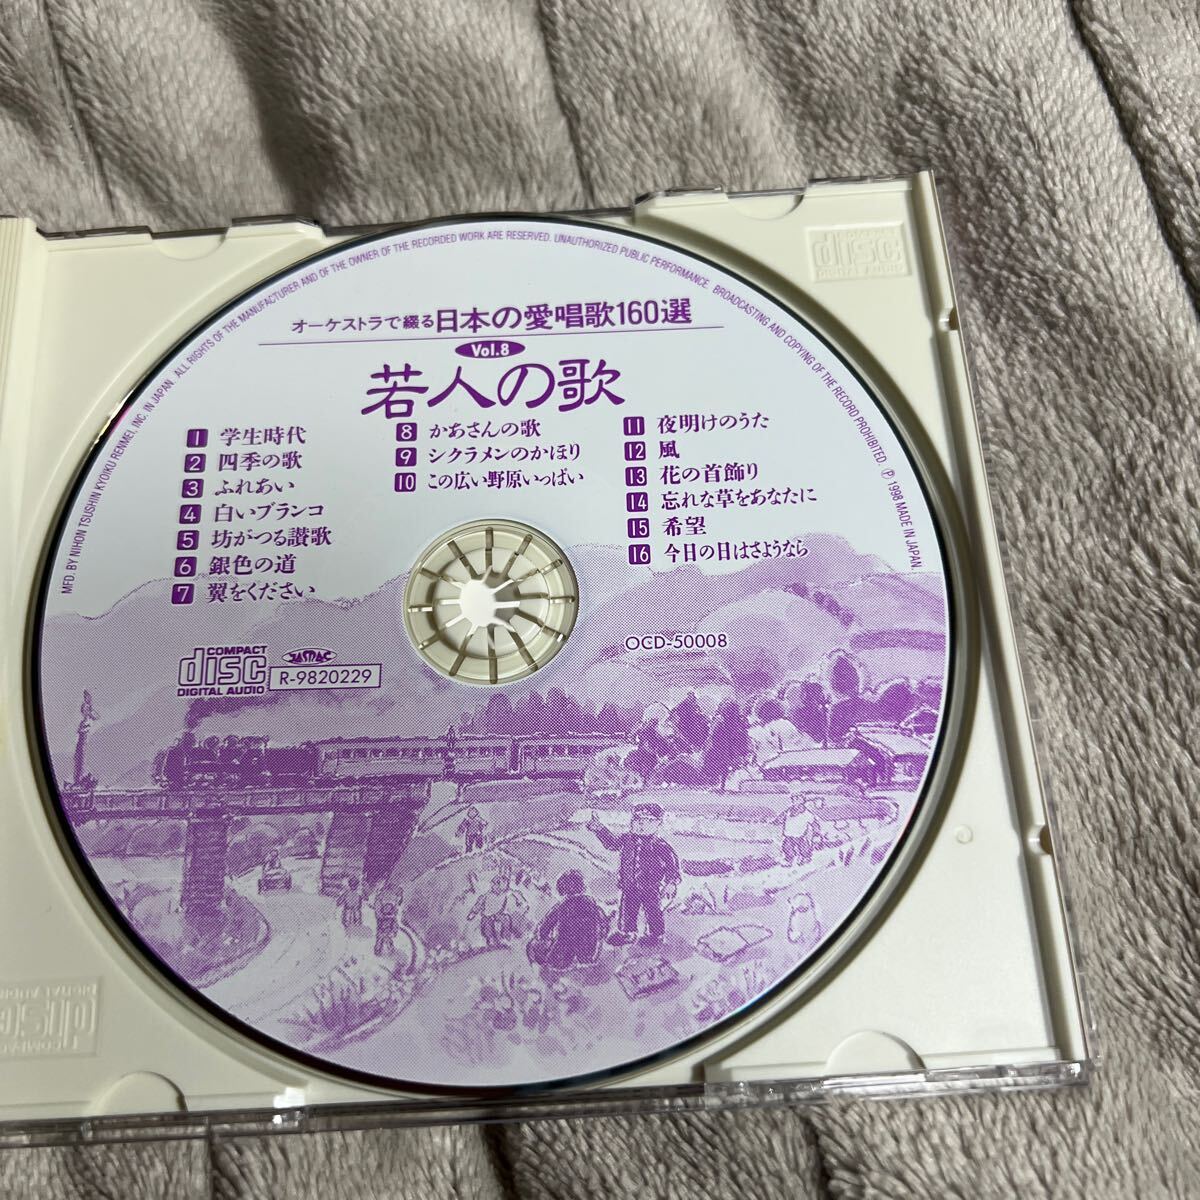 MFD. BY NIHON TSUSHIN KYOIKU RENMEI, INC. IN JAPAN. ALL RIGHTS OF THE MANUFACTURER AND OF THE OWNER OF THE RECORDED WORK ARE RESERVED. UNAUTHORIZED PUBLIC PERFORMANCE. BROADCASTING AND COPYING OF THE RECORD PROHIBITED. Ⓟ 1998 MADE IN JAPAN.
オーケストラで綴る日本の愛唱歌160選
Vol.8
若人の歌
1 学生時代
2 四季の歌
3 ふれあい
4 白いブランコ
5 坊がつる讃歌
6 銀色の道
7 翼をください
8 かあさんの歌
9 シクラメンのかほり
10 この広い野原いっぱい
11 夜明けのうた
12 風
13 花の首飾り
14 忘れな草をあなたに
15 希望
16 今日の日はさようなら
COMPACT
disc
DIGITAL AUDIO
JASRAC
R-9820229
OCD-50008
disc
DIGITAL AUDIO
disc
DIGITAL AUDIO